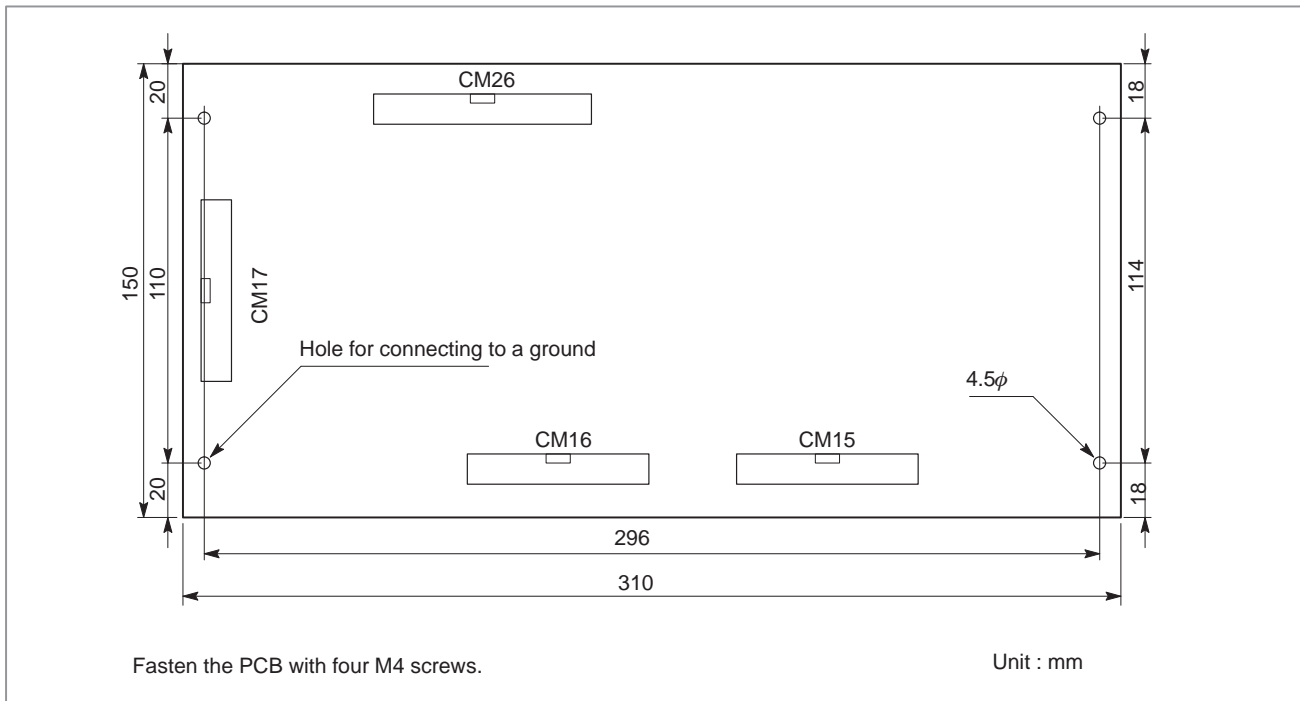 20
CM26
18
150
110
CM17
114
Hole for connecting to a ground
4.5ϕ
CM16
CM15
20
18
296
310
Fasten the PCB with four M4 screws.
Unit : mm